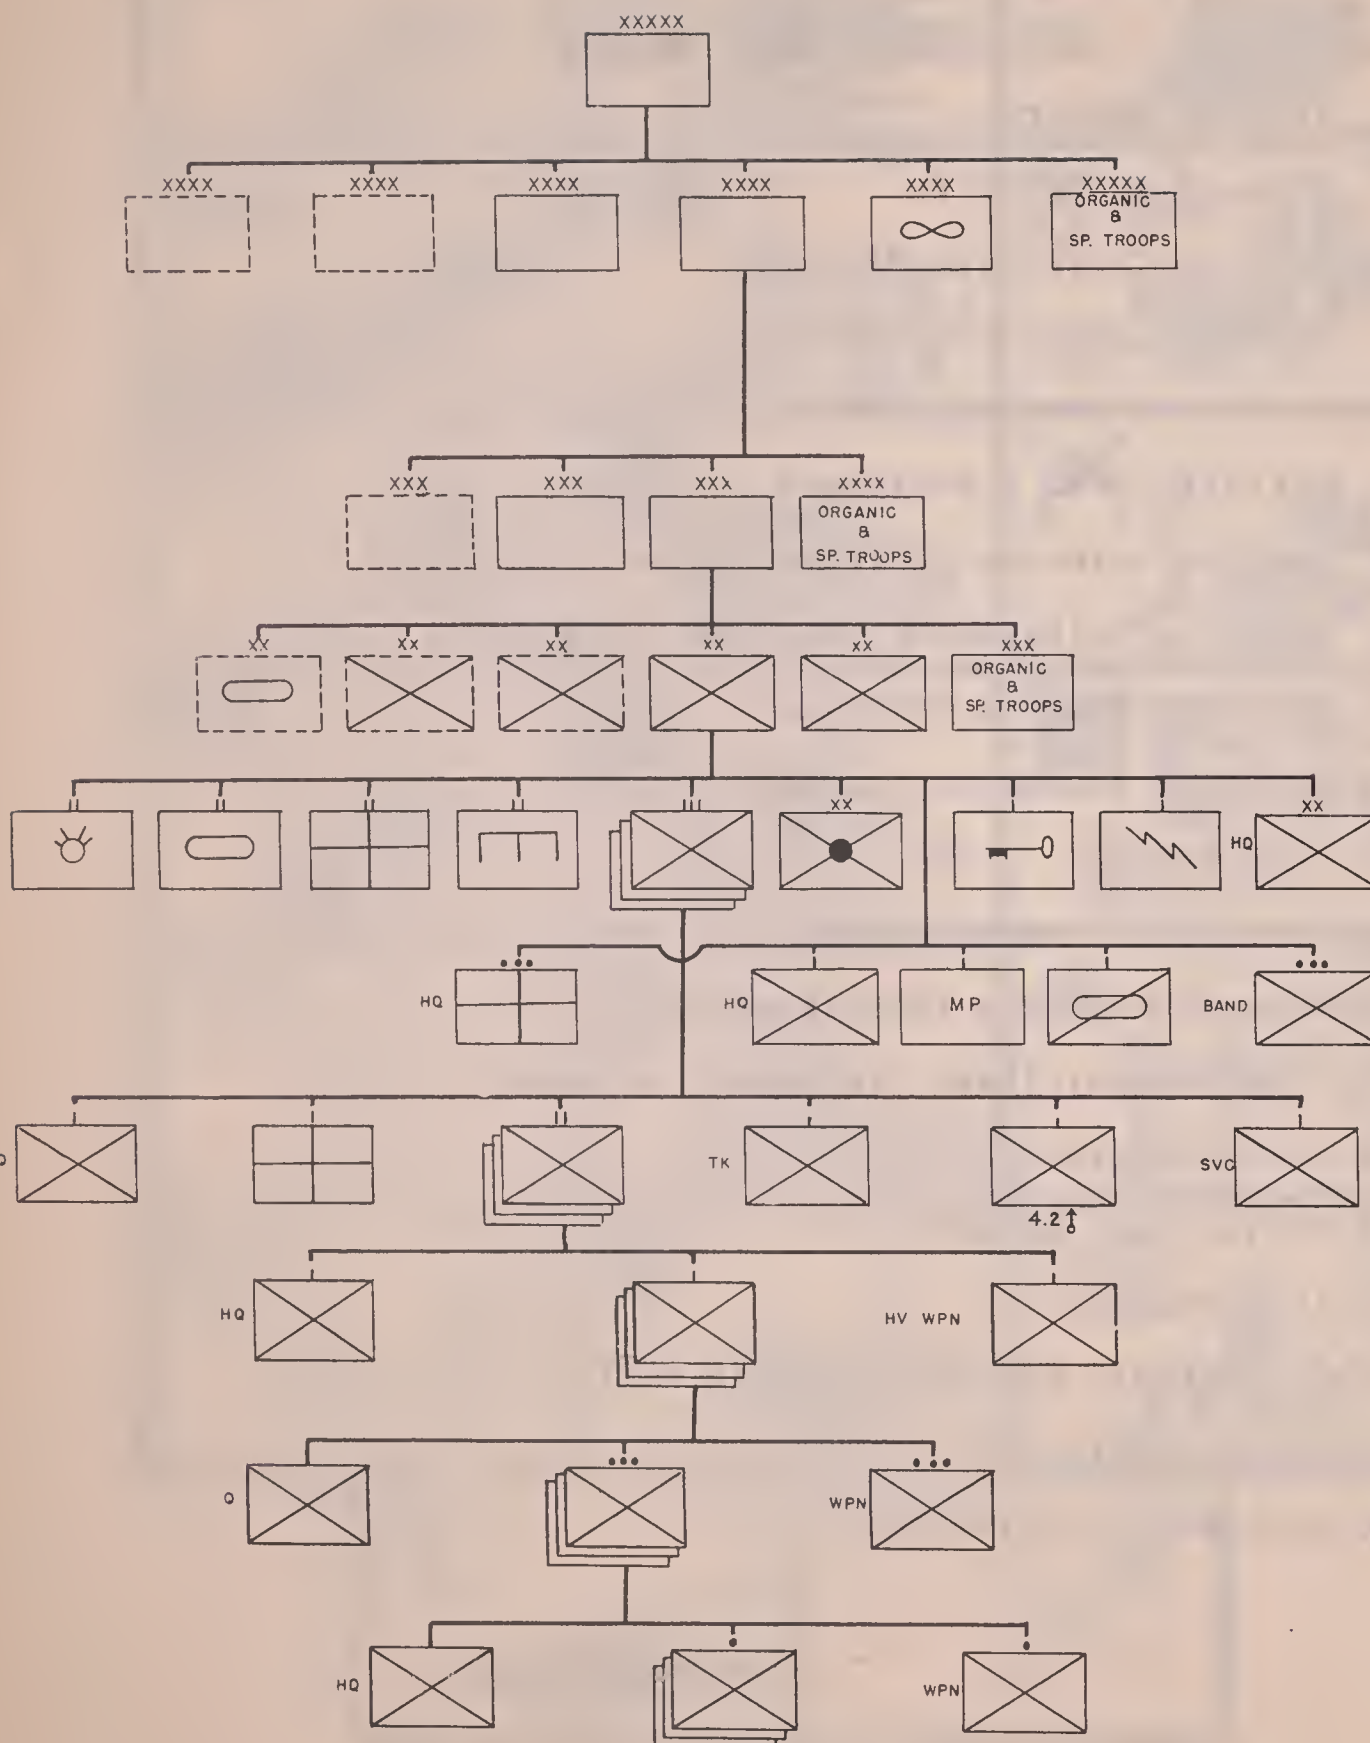 XXXXX
XXXX XXXX XXXX XXXX XXXX XXXXX
ORGANIC
&
SP. TROOPS
XXX XXX XXX XXXX
ORGANIC
&
SP. TROOPS
XX XX XX XX XX XXX
ORGANIC
&
SP. TROOPS
II II II II III XX I I XX
HQ
••• I I I •••
HQ HQ MP BAND
I I II I I I
Q TK SVC
4.2
I I I
HQ HV WPN
••• •••
Q WPN
• •
HQ WPN